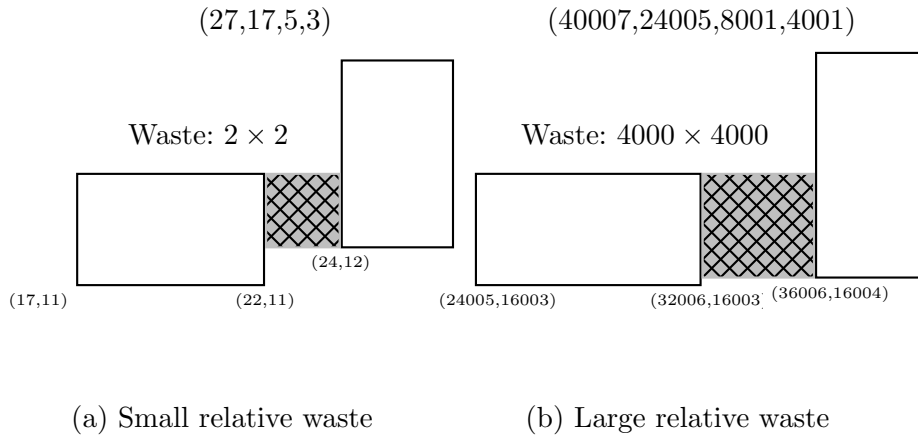 (27,17,5,3)
(40007,24005,8001,4001)
Waste: 2 × 2
Waste: 4000 × 4000
(24,12)
(17,11)
(22,11)
(24005,16003)
(32006,16003)
(36006,16004)
(a) Small relative waste
(b) Large relative waste